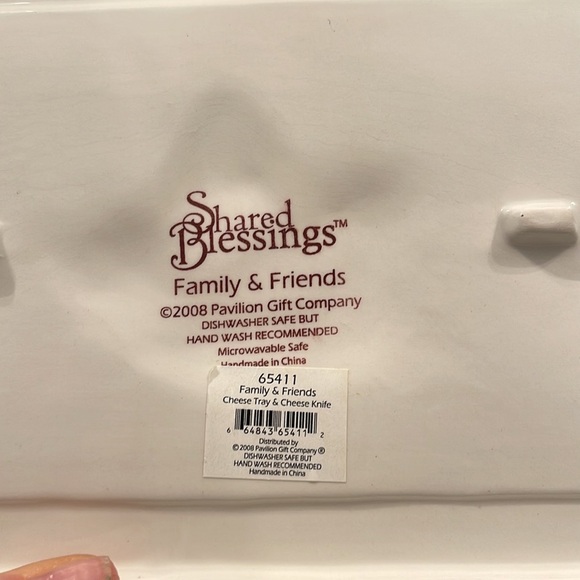 Shared
Blessings™
Family & Friends
©2008 Pavilion Gift Company
DISHWASHER SAFE BUT
HAND WASH RECOMMENDED
Microwavable Safe
Handmade in China
65411
Family & Friends
Cheese Tray & Cheese Knife
6 64843 65411 2
Distributed by
© 2008 Pavilion Gift Company ®
DISHWASHER SAFE BUT
HAND WASH RECOMMENDED
Handmade in China